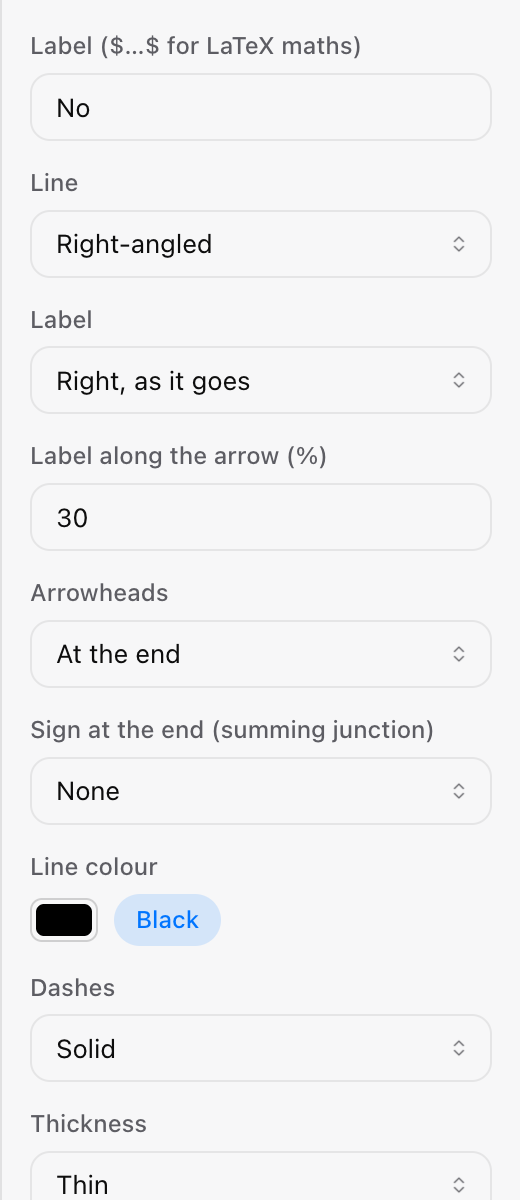 Label ($...$ for LaTeX maths)
No
Line
Right-angled
Label
Right, as it goes
Label along the arrow (%)
30
Arrowheads
At the end
Sign at the end (summing junction)
None
Line colour
Black
Dashes
Solid
Thickness
Thin